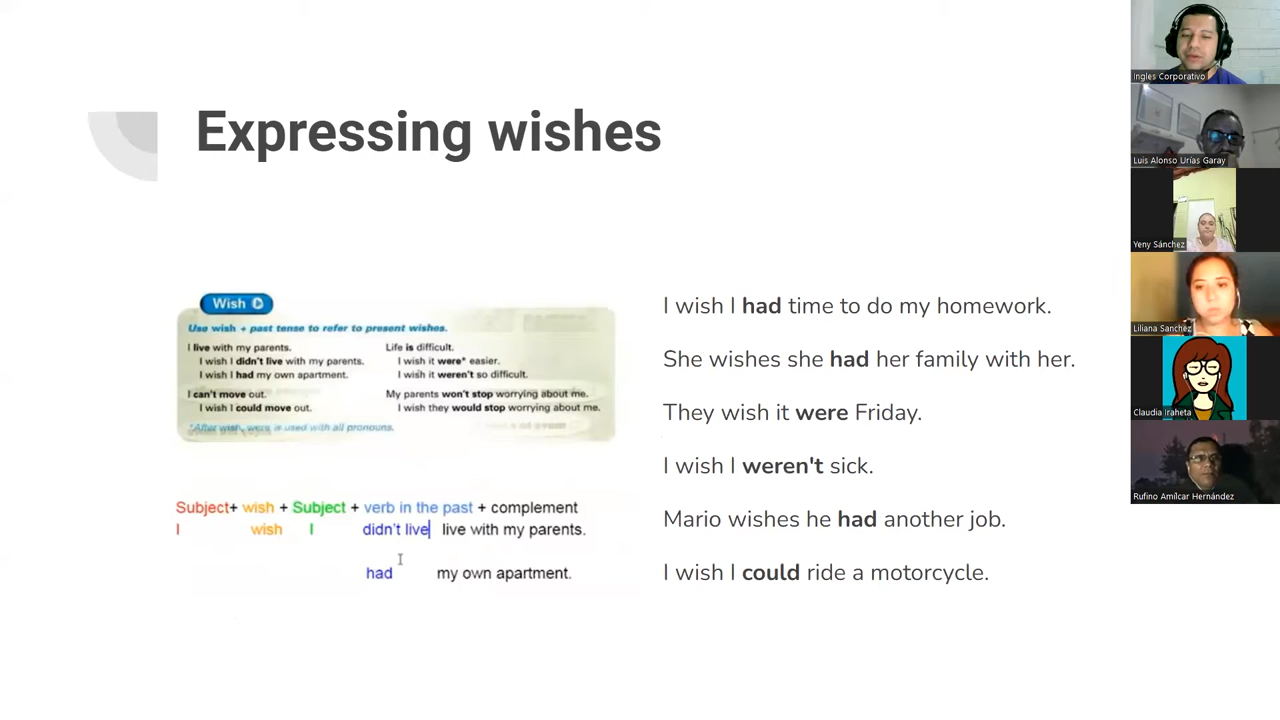 Expressing wishes
Wish
Use wish + past tense to refer to present wishes.
I live with my parents.
I wish I didn't live with my parents.
I wish I had my own apartment.
I can't move out.
I wish I could move out.
Life is difficult.
I wish it were* easier.
I wish it weren't so difficult.
My parents won't stop worrying about me.
I wish they would stop worrying about me.
*After wish, were is used with all pronouns.
Subject+ wish + Subject + verb in the past + complement
I wish I didn't live live with my parents.
had my own apartment.
I wish I had time to do my homework.
She wishes she had her family with her.
They wish it were Friday.
I wish I weren't sick.
Mario wishes he had another job.
I wish I could ride a motorcycle.
Ingles Corporativo
Luis Alonso Urías Garay
Yeny Sánchez
Liliana Sanchez
Claudia Iraheta
Rufino Amílcar Hernández